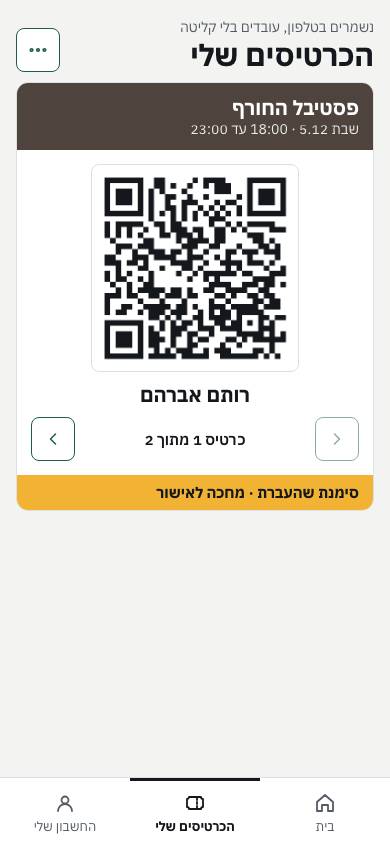 נשמרים בטלפון, עובדים בלי קליטה
הכרטיסים שלי
פסטיבל החורף
שבת 5.12 · 18:00 עד 23:00
רותם אברהם
כרטיס 1 מתוך 2
סימנת שהעברת · מחכה לאישור
בית
הכרטיסים שלי
החשבון שלי